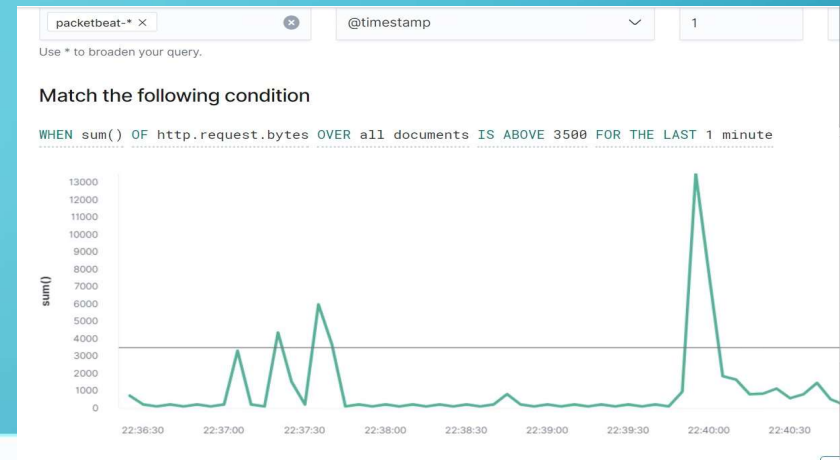 packetbeat-* ×
@timestamp
1
Use * to broaden your query.
Match the following condition
WHEN sum() OF http.request.bytes OVER all documents IS ABOVE 3500 FOR THE LAST 1 minute
13000
12000
11000
10000
9000
8000
7000
6000
5000
4000
3000
2000
1000
0
sum()
22:36:30 22:37:00 22:37:30 22:38:00 22:38:30 22:39:00 22:39:30 22:40:00 22:40:30